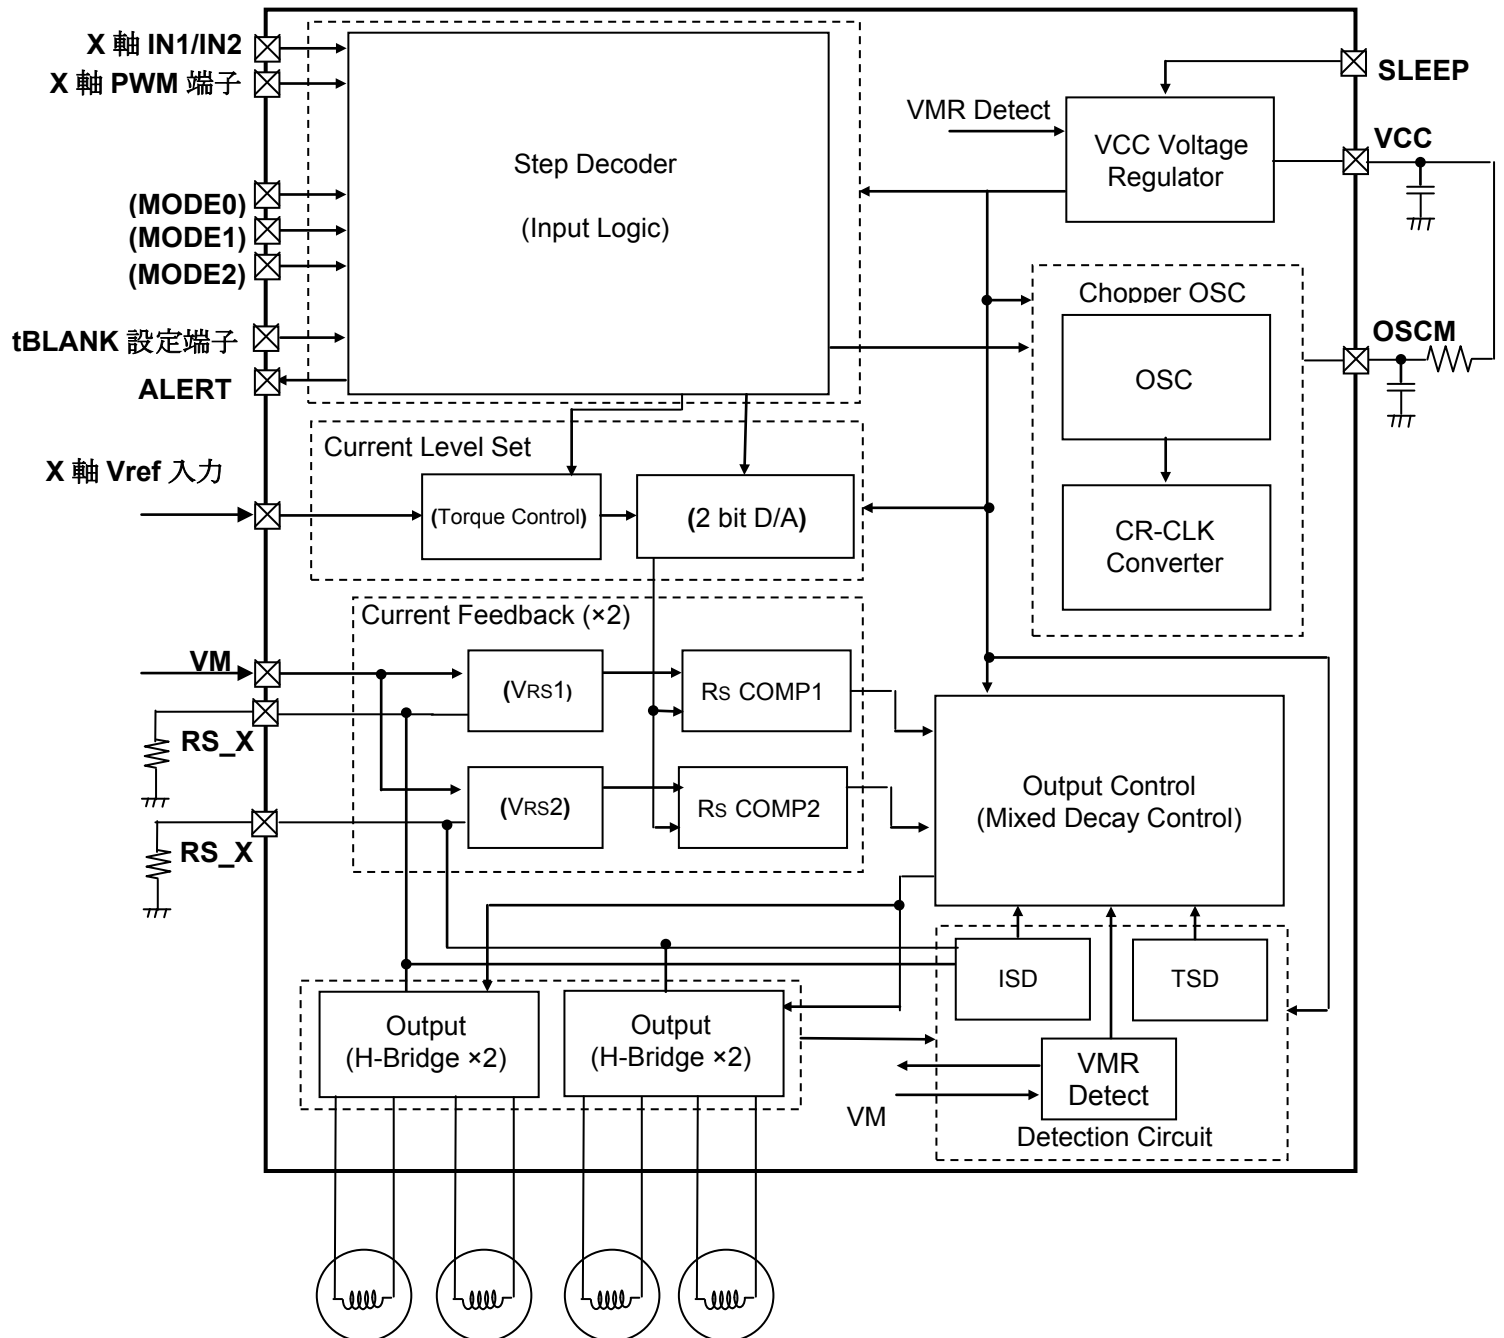 X 軸 IN1/IN2
X 軸 PWM 端子
(MODE0)
(MODE1)
(MODE2)
tBLANK 設定端子
ALERT
X 軸 Vref 入力
VM
RS_X
RS_X
Step Decoder
(Input Logic)
VMR Detect
VCC Voltage
Regulator
SLEEP
VCC
OSCM
Chopper OSC
OSC
CR-CLK
Converter
Current Level Set
(Torque Control)
(2 bit D/A)
Current Feedback (×2)
(VRS1)
RS COMP1
(VRS2)
RS COMP2
Output Control
(Mixed Decay Control)
ISD
TSD
VMR
Detect
VM
Detection Circuit
Output
(H-Bridge ×2)
Output
(H-Bridge ×2)